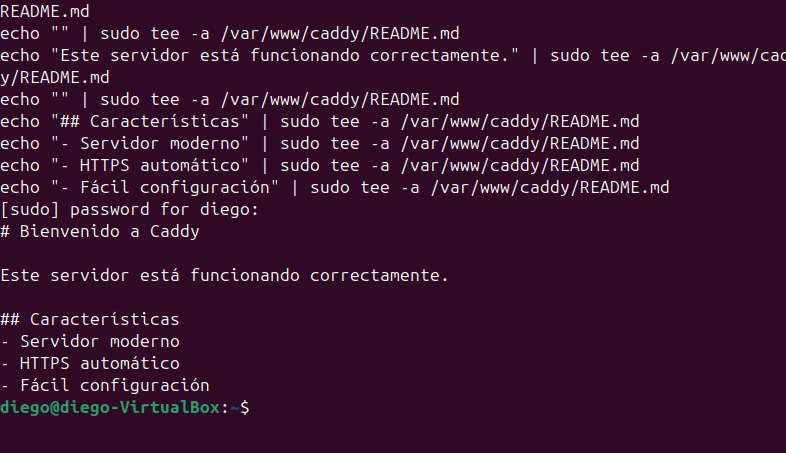 README.md
echo "" | sudo tee -a /var/www/caddy/README.md
echo "Este servidor está funcionando correctamente." | sudo tee -a /var/www/cad
y/README.md
echo "" | sudo tee -a /var/www/caddy/README.md
echo "## Características" | sudo tee -a /var/www/caddy/README.md
echo "- Servidor moderno" | sudo tee -a /var/www/caddy/README.md
echo "- HTTPS automático" | sudo tee -a /var/www/caddy/README.md
echo "- Fácil configuración" | sudo tee -a /var/www/caddy/README.md
[sudo] password for diego:
# Bienvenido a Caddy
Este servidor está funcionando correctamente.
## Características
- Servidor moderno
- HTTPS automático
- Fácil configuración
diego@diego-VirtualBox:~$